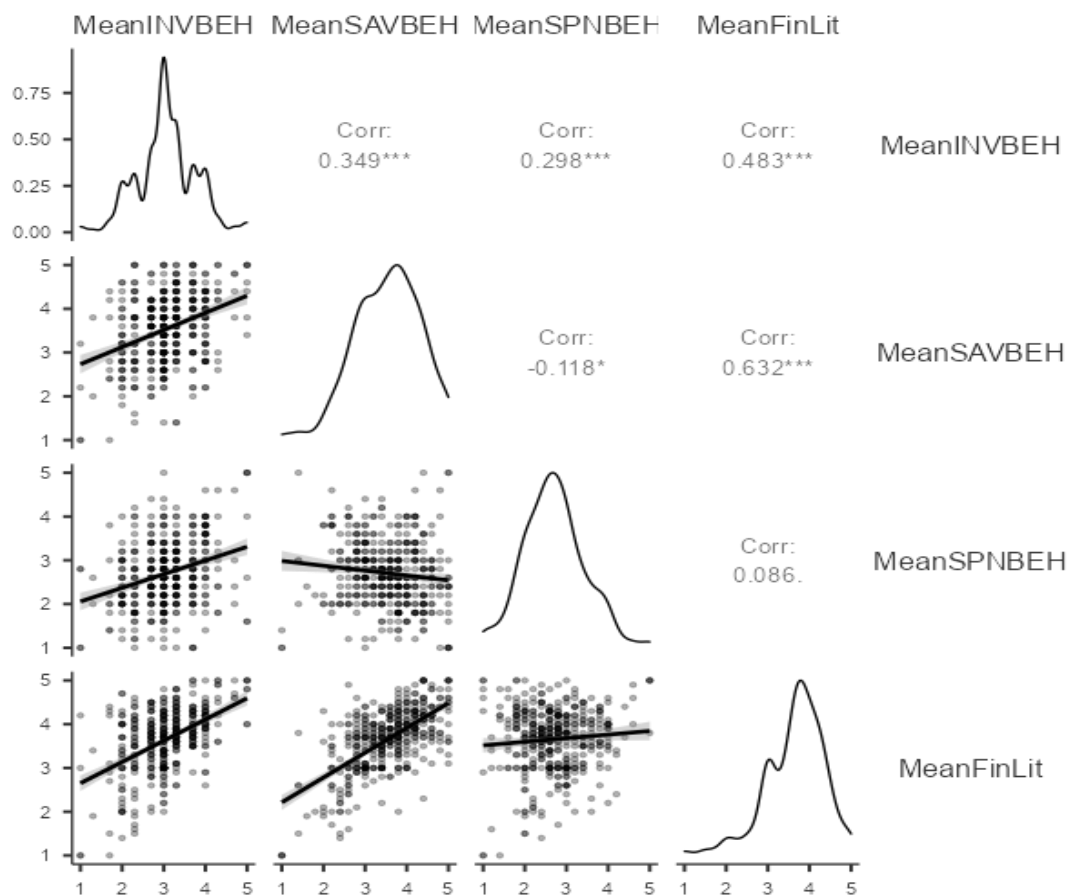 MeanINVBEH MeanSAVBEH MeanSPNBEH MeanFinLit
0.75
0.50
0.25
0.00
Corr:
0.349***
Corr:
0.298***
Corr:
0.483***
MeanINVBEH
5
4
3
2
1
Corr:
-0.118*
Corr:
0.632***
MeanSAVBEH
5
4
3
2
1
Corr:
0.086.
MeanSPNBEH
5
4
3
2
1
MeanFinLit
1 2 3 4 5 1 2 3 4 5 1 2 3 4 5 1 2 3 4 5